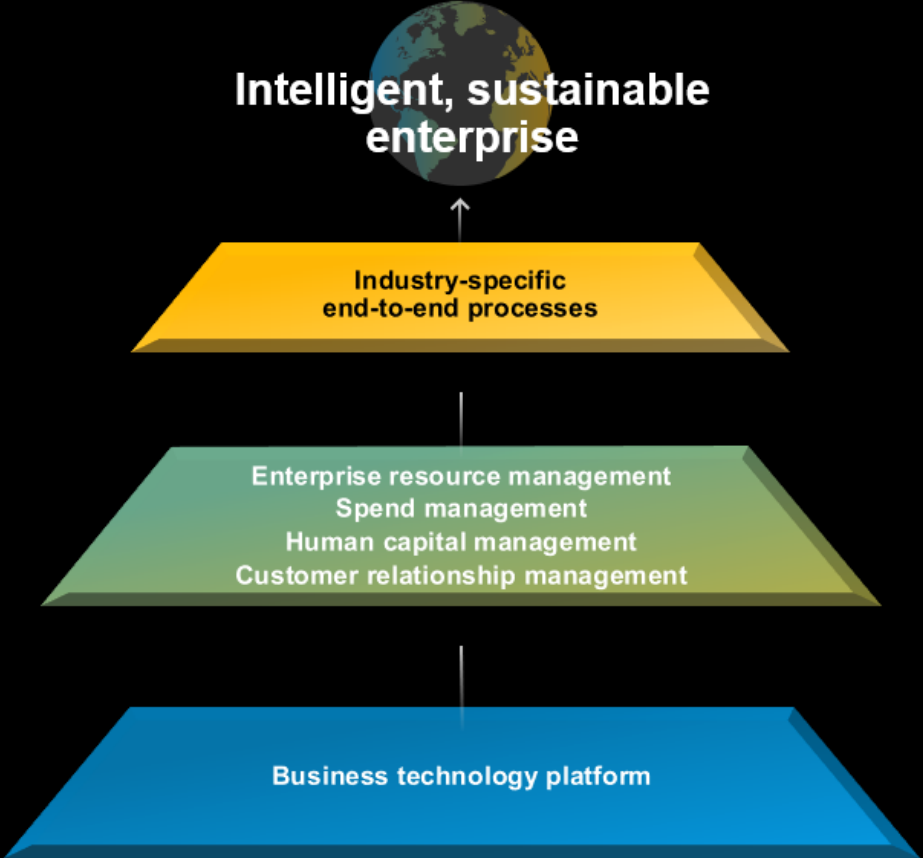 Intelligent, sustainable
enterprise
Industry-specific
end-to-end processes
Enterprise resource management
Spend management
Human capital management
Customer relationship management
Business technology platform